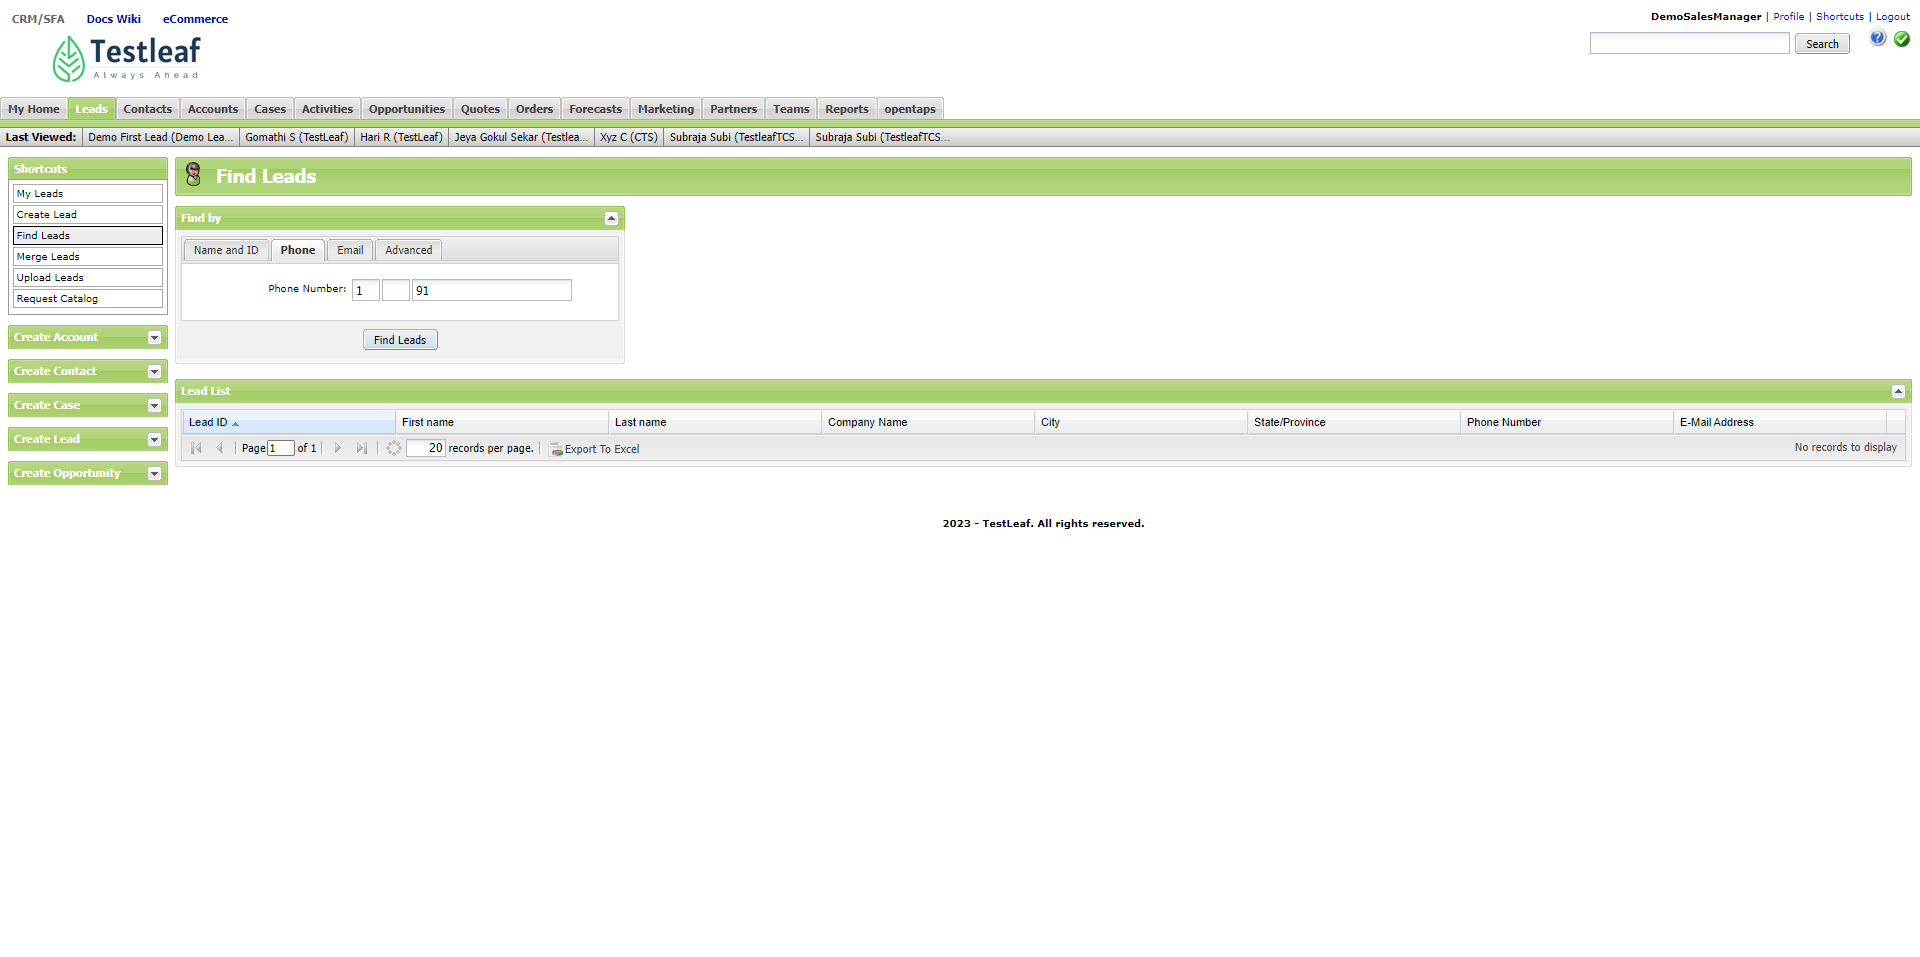 CRM/SFA Docs Wiki eCommerce
DemoSalesManager | Profile | Shortcuts | Logout
Testleaf
Always Ahead
Search
My Home Leads Contacts Accounts Cases Activities Opportunities Quotes Orders Forecasts Marketing Partners Teams Reports opentaps
Last Viewed: Demo First Lead (Demo Lea... Gomathi S (TestLeaf) Hari R (TestLeaf) Jeya Gokul Sekar (Testlea... Xyz C (CTS) Subraja Subi (TestleafTCS... Subraja Subi (TestleafTCS...
Shortcuts
My Leads
Create Lead
Find Leads
Merge Leads
Upload Leads
Request Catalog
Create Account
Create Contact
Create Case
Create Lead
Create Opportunity
Find Leads
Find by
Name and ID Phone Email Advanced
Phone Number: 1 91
Find Leads
Lead List
Lead ID First name Last name Company Name City State/Province Phone Number E-Mail Address
Page 1 of 1 20 records per page. Export To Excel No records to display
2023 - TestLeaf. All rights reserved.